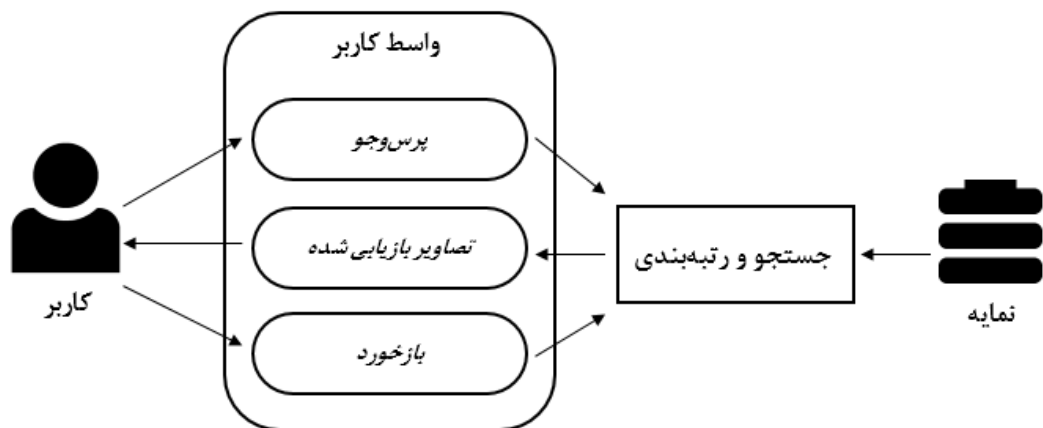 واسط کاربر
پرس‌وجو
تصاویر بازیابی شده
بازخورد
جستجو و رتبه‌بندی
کاربر
نمایه